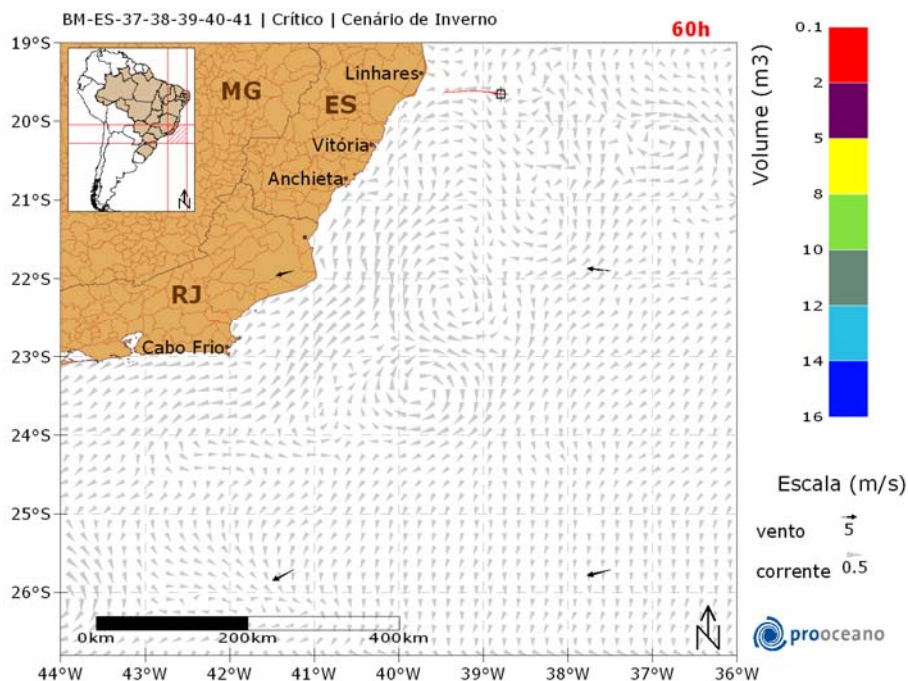 BM-ES-37-38-39-40-41 | Crítico | Cenário de Inverno
60h
19°S
20°S
21°S
22°S
23°S
24°S
25°S
26°S
MG
ES
RJ
Linhares
Vitória
Anchieta
Cabo Frio
N
0km
200km
400km
N
44°W
43°W
42°W
41°W
40°W
39°W
38°W
37°W
36°W
Volume (m3)
0.1
2
5
8
10
12
14
16
Escala (m/s)
vento 5
corrente 0.5
prooceano